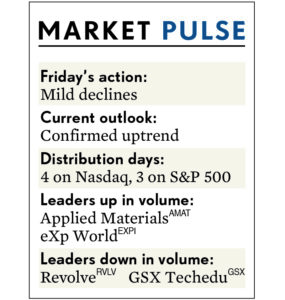 MARKET PULSE
Friday's action:
Mild declines
Current outlook:
Confirmed uptrend
Distribution days:
4 on Nasdaq, 3 on S&P 500
Leaders up in volume:
Applied Materials AMAT
eXp World EXPI
Leaders down in volume:
Revolve RVLV GSX Techedu GSX